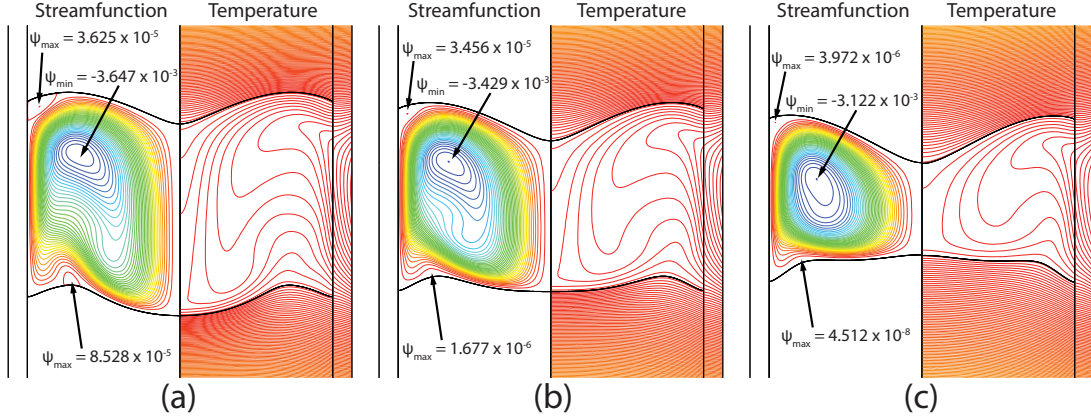 Streamfunction Temperature
ψmax = 3.625 x 10-5
ψmin = -3.647 x 10-3
ψmax = 8.528 x 10-5
(a)
Streamfunction Temperature
ψmax = 3.456 x 10-5
ψmin = -3.429 x 10-3
ψmax = 1.677 x 10-6
(b)
Streamfunction Temperature
ψmax = 3.972 x 10-6
ψmin = -3.122 x 10-3
ψmax = 4.512 x 10-8
(c)